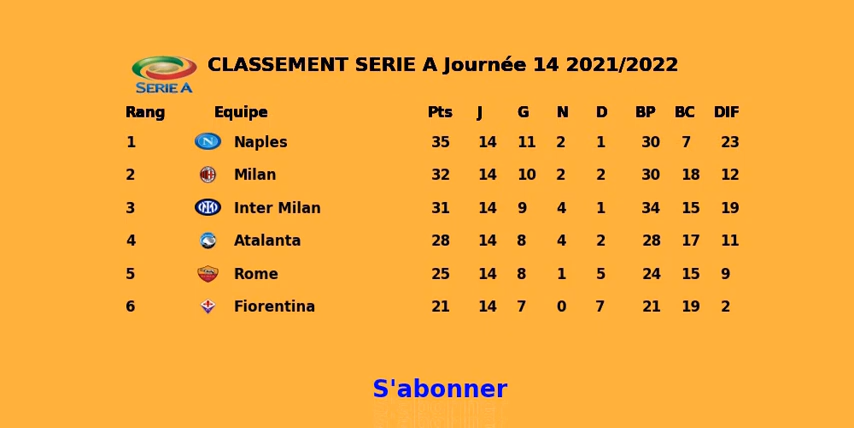 SERIE A
CLASSEMENT SERIE A Journée 14 2021/2022
Rang Equipe Pts J G N D BP BC DIF
1 N Naples 35 14 11 2 1 30 7 23
2 Milan 32 14 10 2 2 30 18 12
3 Inter Milan 31 14 9 4 1 34 15 19
4 Atalanta 28 14 8 4 2 28 17 11
5 Rome 25 14 8 1 5 24 15 9
6 Fiorentina 21 14 7 0 7 21 19 2
S'abonner